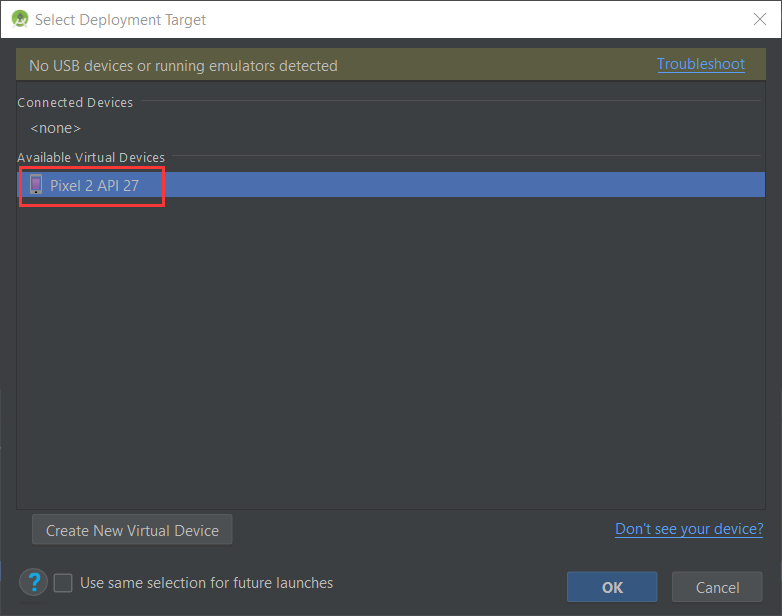 Select Deployment Target
No USB devices or running emulators detected
Troubleshoot
Connected Devices
<none>
Available Virtual Devices
Pixel 2 API 27
Create New Virtual Device
Don't see your device?
?
Use same selection for future launches
OK
Cancel